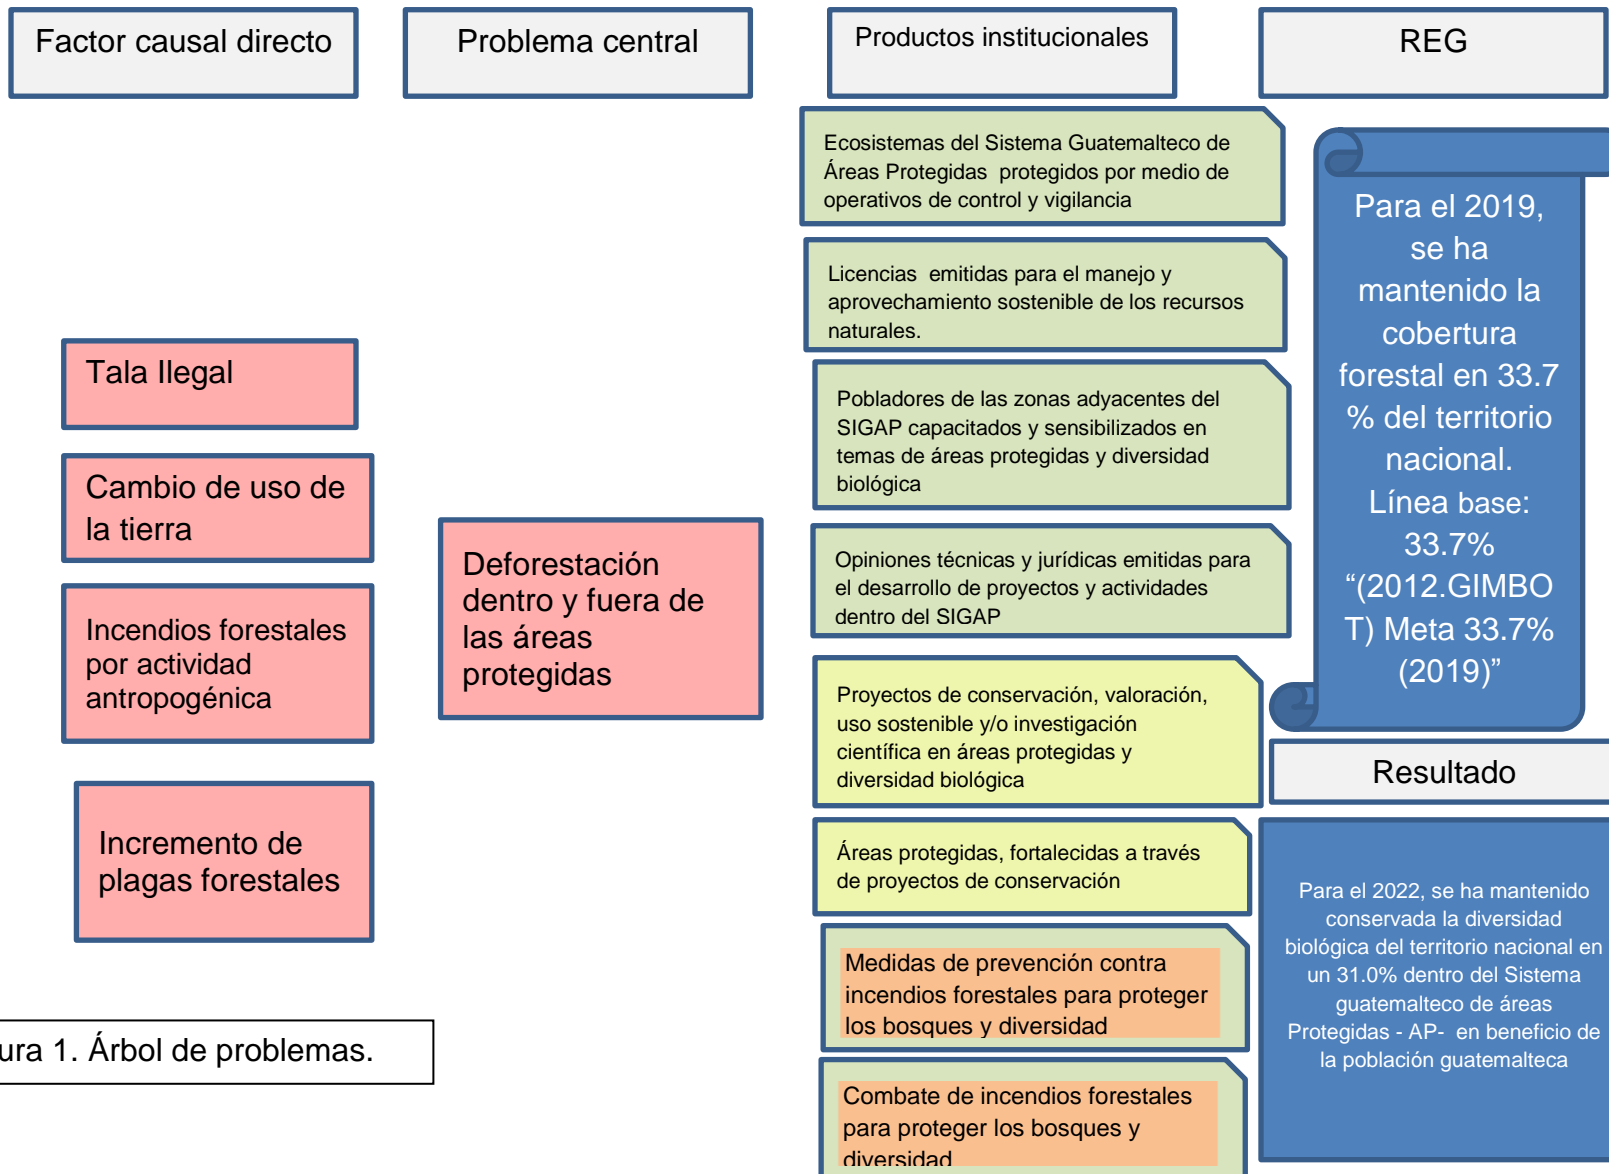 Factor causal directo
Problema central
Productos institucionales
REG
Tala Ilegal
Cambio de uso de
la tierra
Incendios forestales
por actividad
antropogénica
Incremento de
plagas forestales
Deforestación
dentro y fuera de
las áreas
protegidas
Ecosistemas del Sistema Guatemalteco de
Áreas Protegidas protegidos por medio de
operativos de control y vigilancia
Licencias emitidas para el manejo y
aprovechamiento sostenible de los recursos
naturales.
Pobladores de las zonas adyacentes del
SIGAP capacitados y sensibilizados en
temas de áreas protegidas y diversidad
biológica
Opiniones técnicas y jurídicas emitidas para
el desarrollo de proyectos y actividades
dentro del SIGAP
Proyectos de conservación, valoración,
uso sostenible y/o investigación
científica en áreas protegidas y
diversidad biológica
Áreas protegidas, fortalecidas a través
de proyectos de conservación
Medidas de prevención contra
incendios forestales para proteger
los bosques y diversidad
Combate de incendios forestales
para proteger los bosques y
diversidad
Para el 2019,
se ha
mantenido la
cobertura
forestal en 33.7
% del territorio
nacional.
Línea base:
33.7%
“(2012.GIMBO
T) Meta 33.7%
(2019)”
Resultado
Para el 2022, se ha mantenido
conservada la diversidad
biológica del territorio nacional en
un 31.0% dentro del Sistema
guatemalteco de áreas
Protegidas - AP- en beneficio de
la población guatemalteca
ura 1. Árbol de problemas.